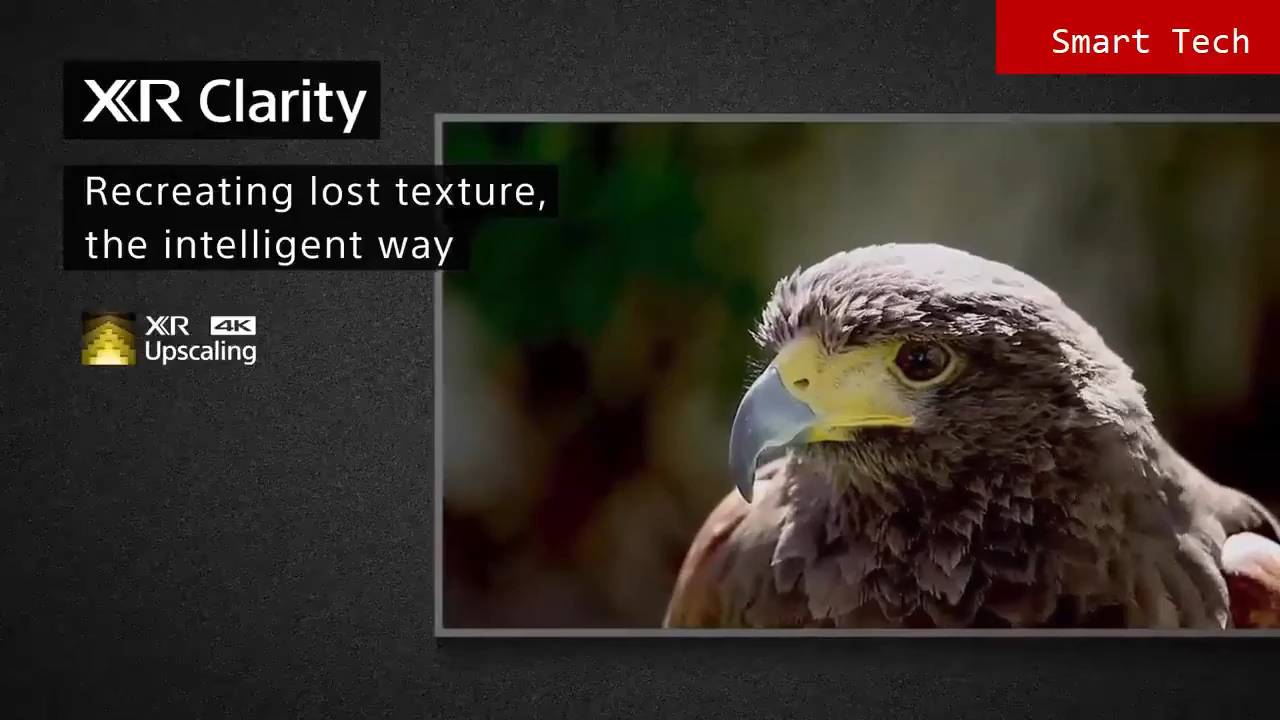 Smart Tech
XR Clarity
Recreating lost texture,
the intelligent way
XR 4K
Upscaling